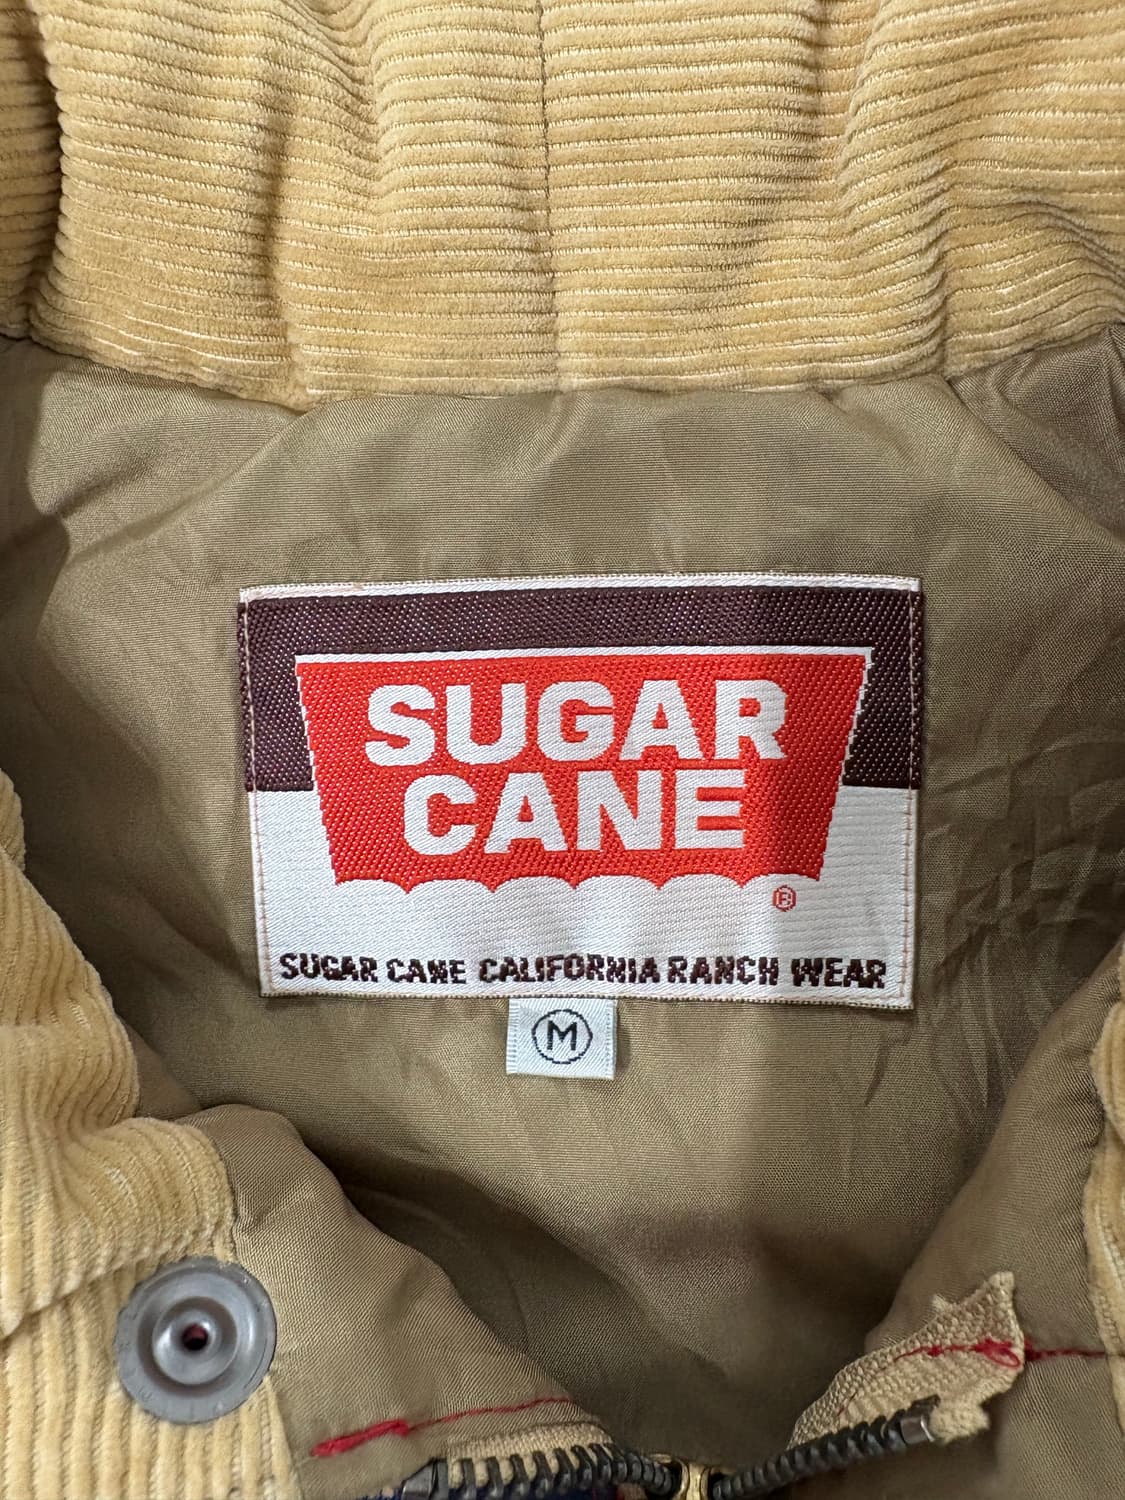 SUGAR
CANE
®
SUGAR CANE CALIFORNIA RANCH WEAR
M